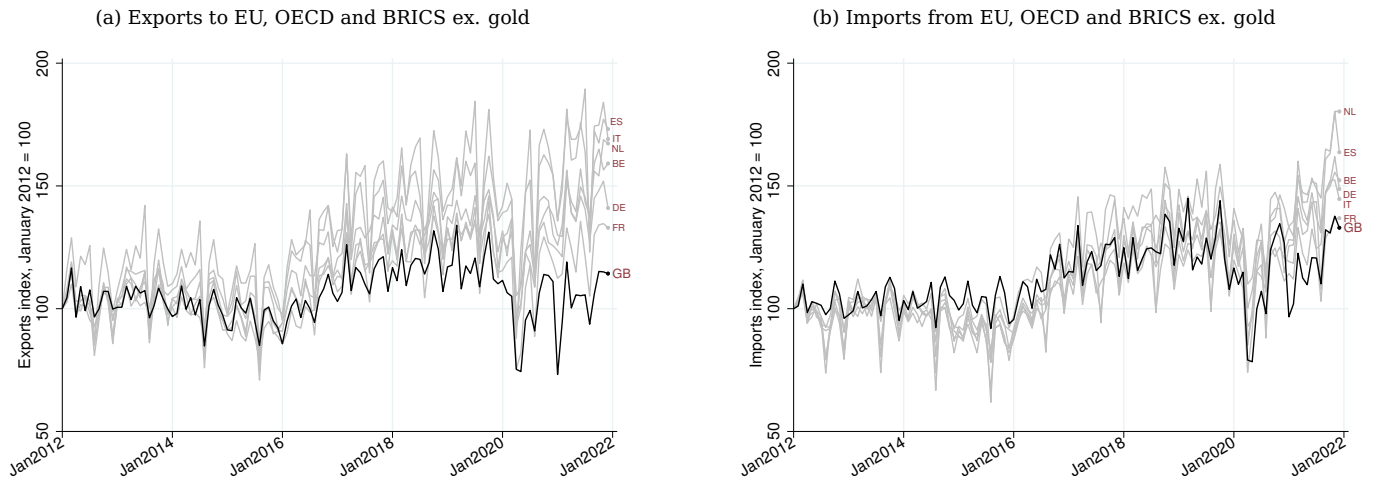 (a) Exports to EU, OECD and BRICS ex. gold
Exports index, January 2012 = 100
200
150
100
50
Jan2012
Jan2014
Jan2016
Jan2018
Jan2020
Jan2022
ES
IT
NL
BE
DE
FR
GB
(b) Imports from EU, OECD and BRICS ex. gold
Imports index, January 2012 = 100
200
150
100
50
Jan2012
Jan2014
Jan2016
Jan2018
Jan2020
Jan2022
NL
ES
BE
DE
IT
FR
GB